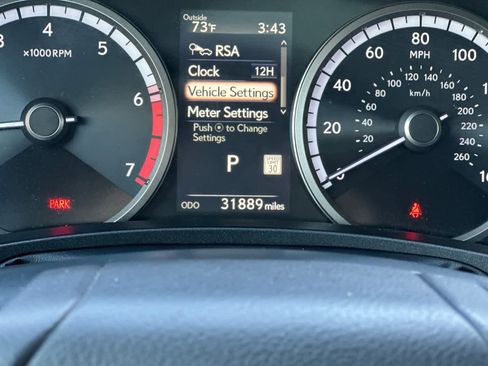 Outside
73°F 3:43
RSA
Clock 12H
Vehicle Settings
Meter Settings
Push ⊙ to Change
Settings
P
SPEED
LIMIT
30
ODO 31889 miles
3 4 5 6 7
×1000 RPM
PARK
0 20 40 60 80 100
MPH
km/h
20 40 60 80 100 120 140 160 180 200 220 240 260